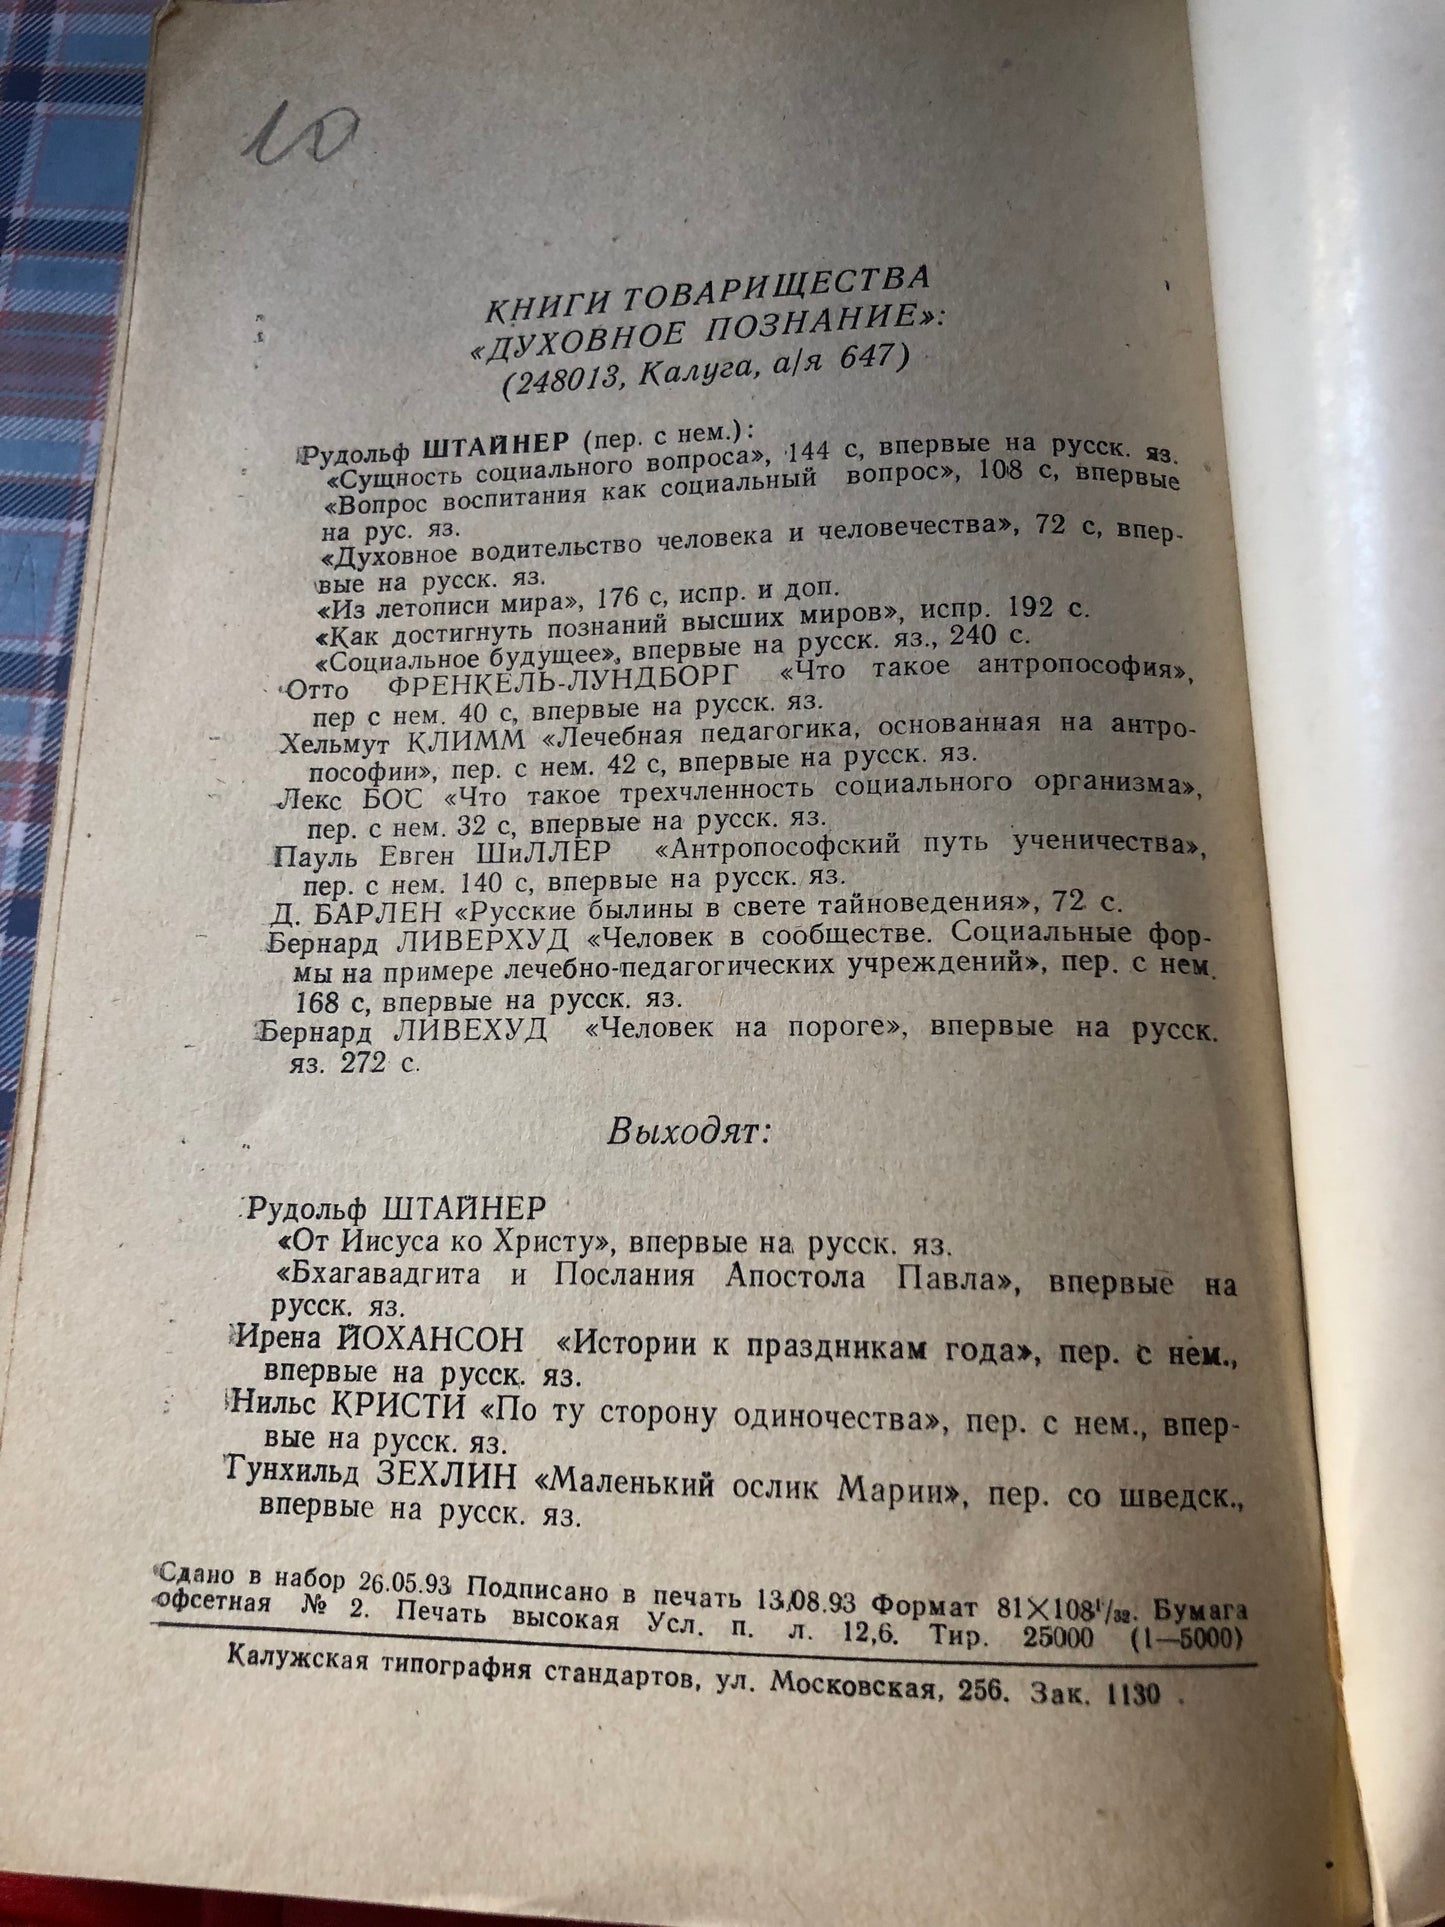 10
КНИГИ ТОВАРИЩЕСТВА
«ДУХОВНОЕ ПОЗНАНИЕ»:
(248013, Калуга, а/я 647)
Рудольф ШТАЙНЕР (пер. с нем.):
«Сущность социального вопроса», 144 с, впервые на русск. яз.
«Вопрос воспитания как социальный вопрос», 108 с, впервые
на рус. яз.
«Духовное водительство человека и человечества», 72 с, впер-
вые на русск. яз.
«Из летописи мира», 176 с, испр. и доп.
«Как достигнуть познаний высших миров», испр. 192 с.
«Социальное будущее», впервые на русск. яз., 240 с.
Отто ФРЕНКЕЛЬ-ЛУНДБОРГ «Что такое антропософия»,
пер с нем. 40 с, впервые на русск. яз.
Хельмут КЛИММ «Лечебная педагогика, основанная на антро-
пософии», пер. с нем. 42 с, впервые на русск. яз.
Лекс БОС «Что такое трехчленность социального организма»,
пер. с нем. 32 с, впервые на русск. яз.
Пауль Евген ШиЛЛЕР «Антропософский путь ученичества»,
пер. с нем. 140 с, впервые на русск. яз.
Д. БАРЛЕН «Русские былины в свете тайноведения», 72 с.
Бернард ЛИВЕРХУД «Человек в сообществе. Социальные фор-
мы на примере лечебно-педагогических учреждений», пер. с нем.
168 с, впервые на русск. яз.
Бернард ЛИВЕХУД «Человек на пороге», впервые на русск.
яз. 272 с.
Выходят:
Рудольф ШТАЙНЕР
«От Иисуса ко Христу», впервые на русск. яз.
«Бхагавадгита и Послания Апостола Павла», впервые на
русск. яз.
Ирена ЙОХАНСОН «Истории к праздникам года», пер. с нем.,
впервые на русск. яз.
Нильс КРИСТИ «По ту сторону одиночества», пер. с нем., впер-
вые на русск. яз.
Гунхильд ЗЕХЛИН «Маленький ослик Марии», пер. со шведск.,
впервые на русск. яз.
Сдано в набор 26.05.93 Подписано в печать 13.08.93 Формат 81×108¹/₃₂. Бумага
офсетная № 2. Печать высокая Усл. п. л. 12,6. Тир. 25000 (1—5000)
Калужская типография стандартов, ул. Московская, 256. Зак. 1130